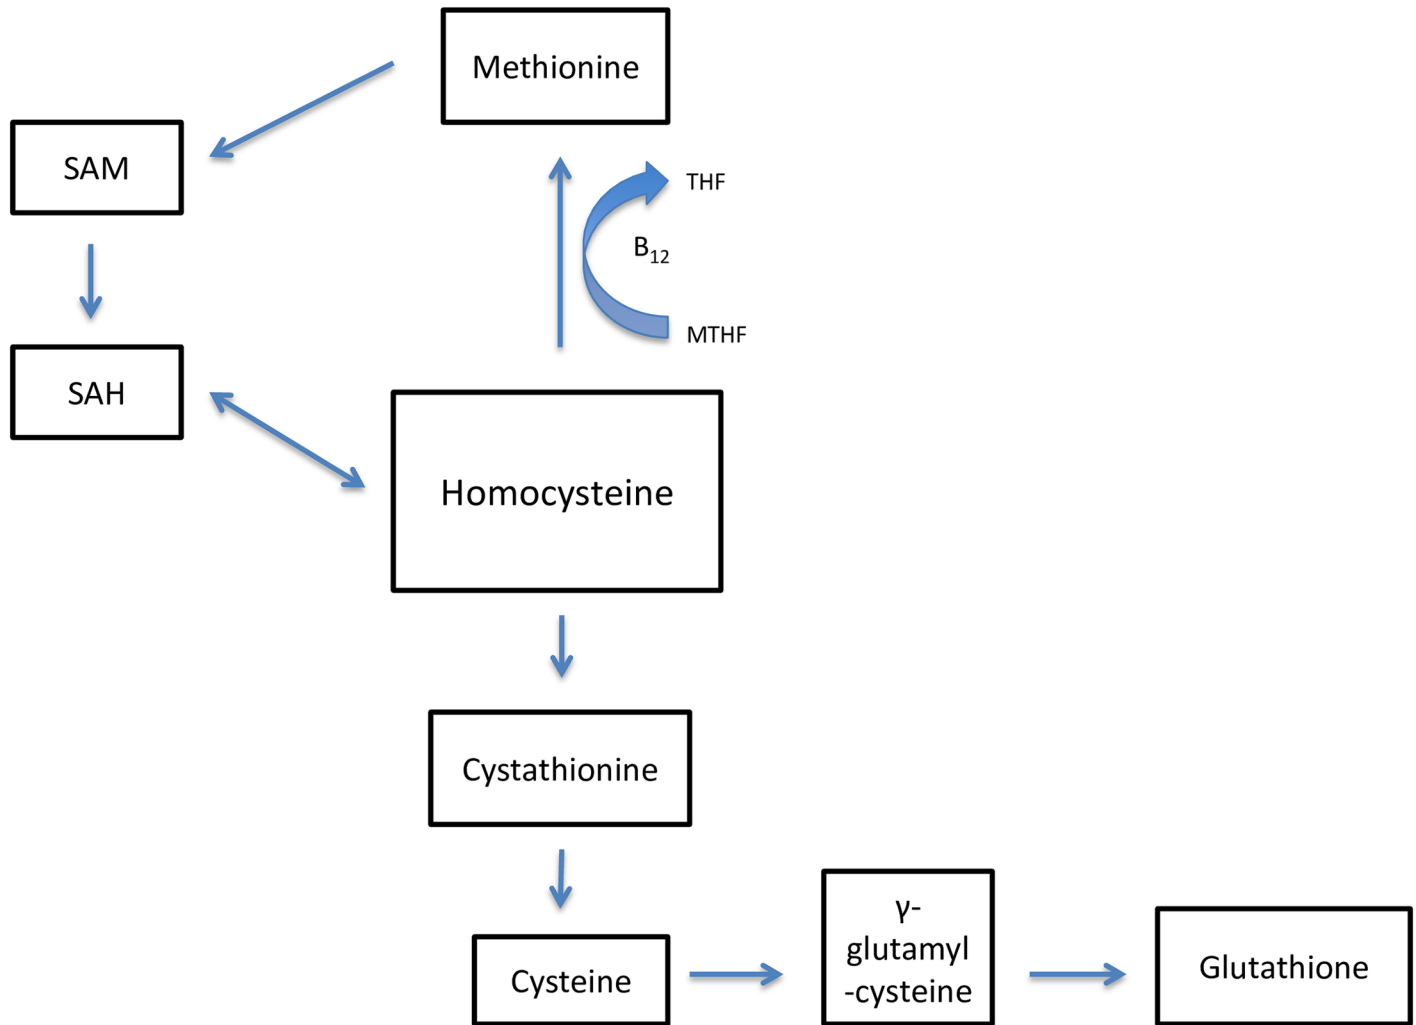 Methionine
SAM
THF
B₁₂
MTHF
SAH
Homocysteine
Cystathionine
Cysteine
γ-
glutamyl
-cysteine
Glutathione